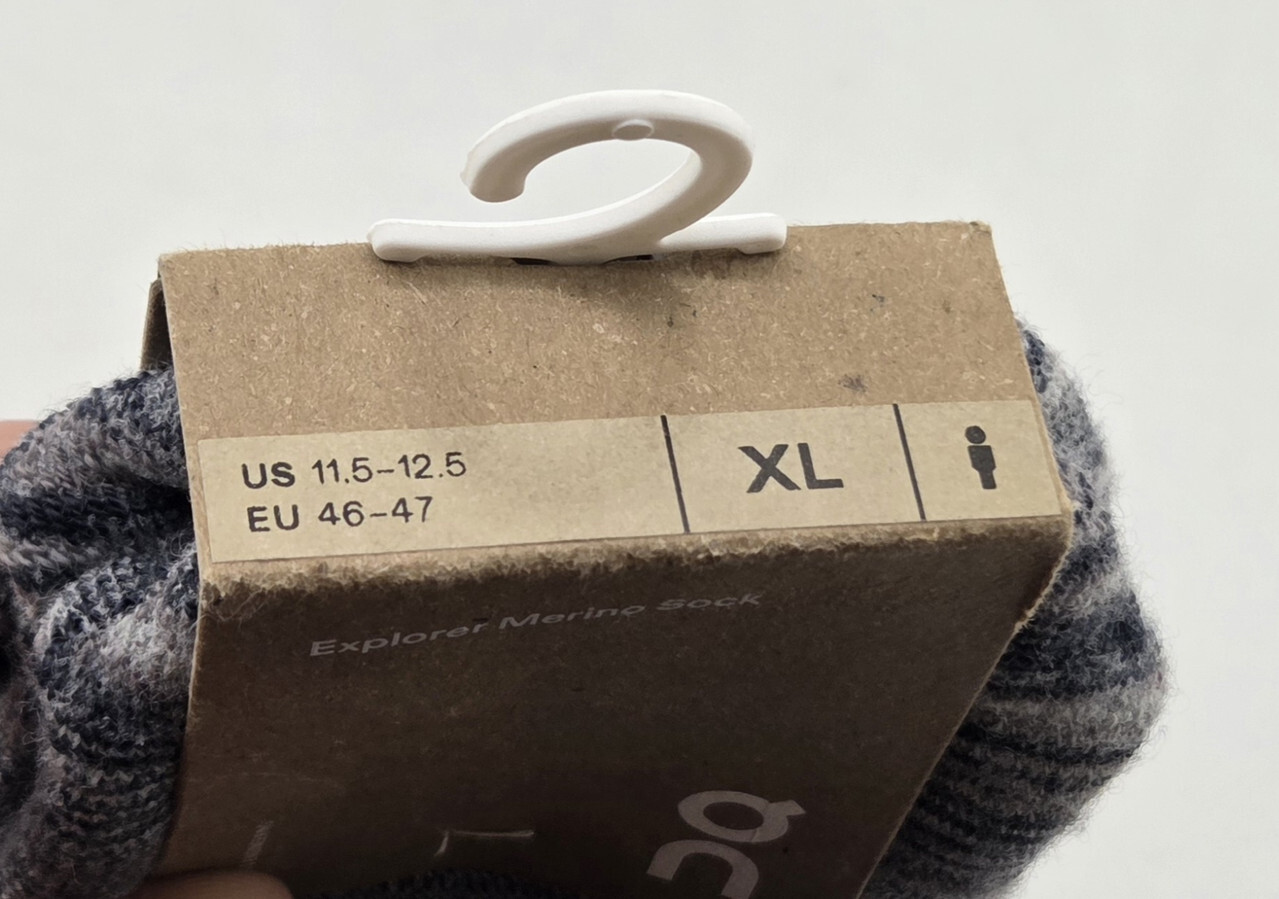 US 11.5–12.5
EU 46–47
XL
Explorer Merino Sock